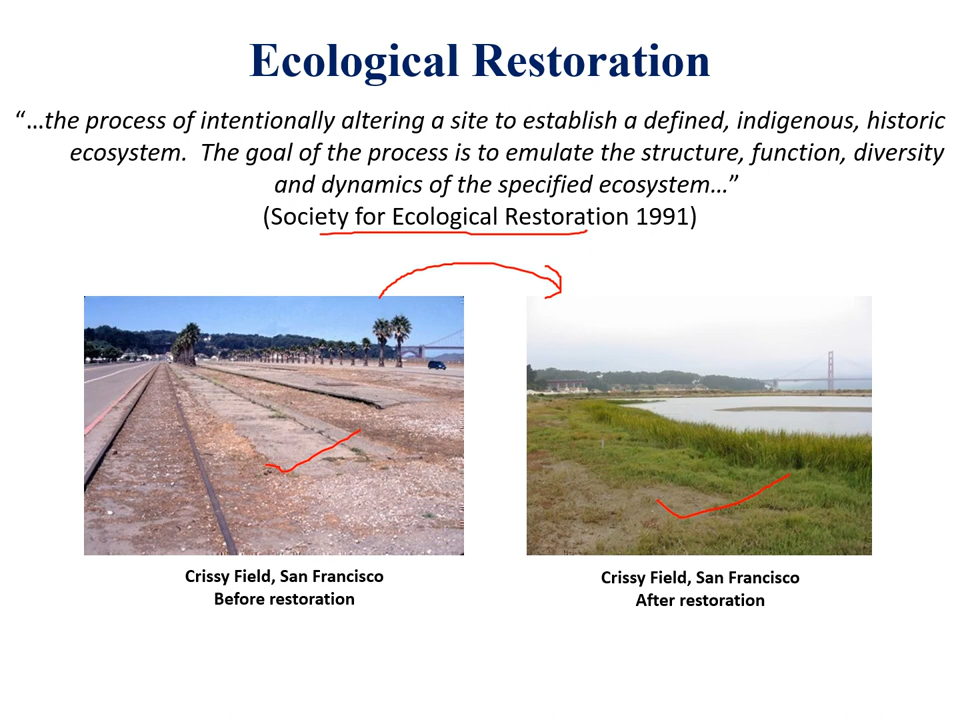 Ecological Restoration
“…the process of intentionally altering a site to establish a defined, indigenous, historic
ecosystem.  The goal of the process is to emulate the structure, function, diversity
and dynamics of the specified ecosystem…”
(Society for Ecological Restoration 1991)
Crissy Field, San Francisco
Before restoration
Crissy Field, San Francisco
After restoration